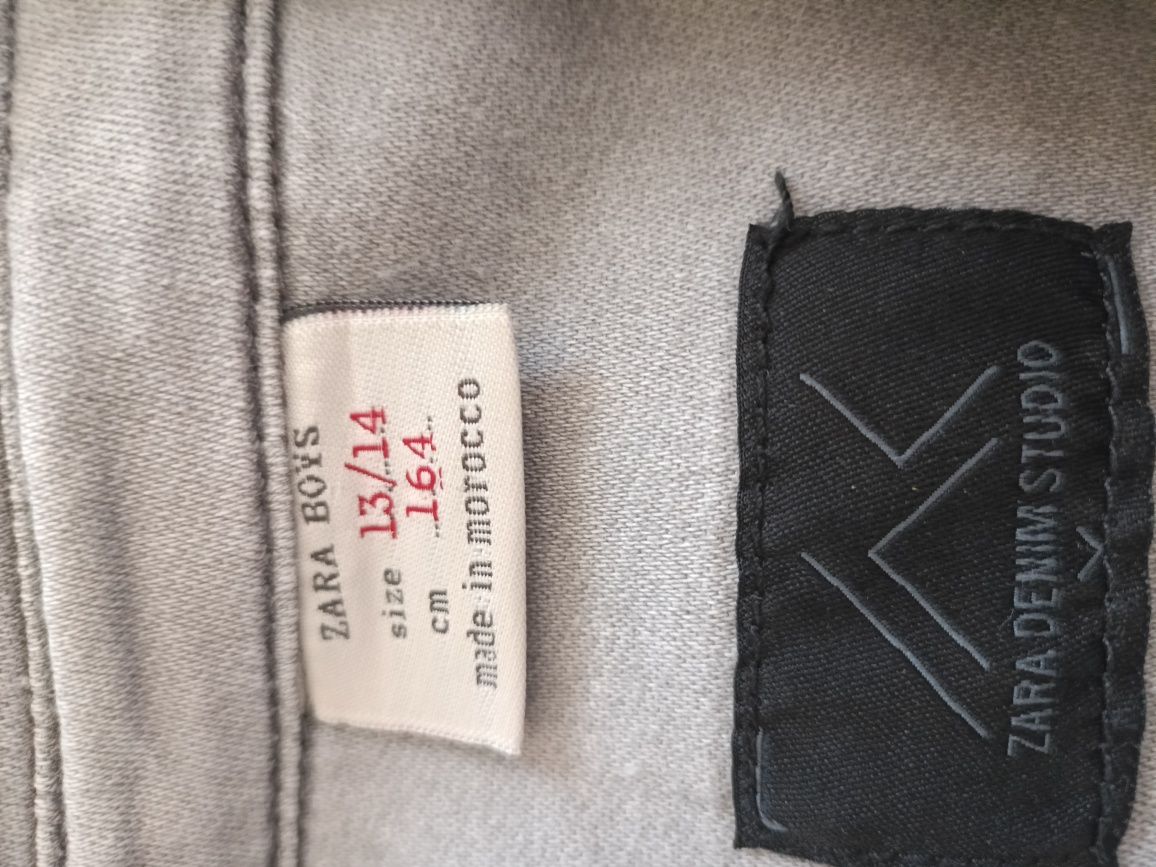 ZARA BOYS
size 13/14
cm 164
made in morocco
ZARA DENIM STUDIO